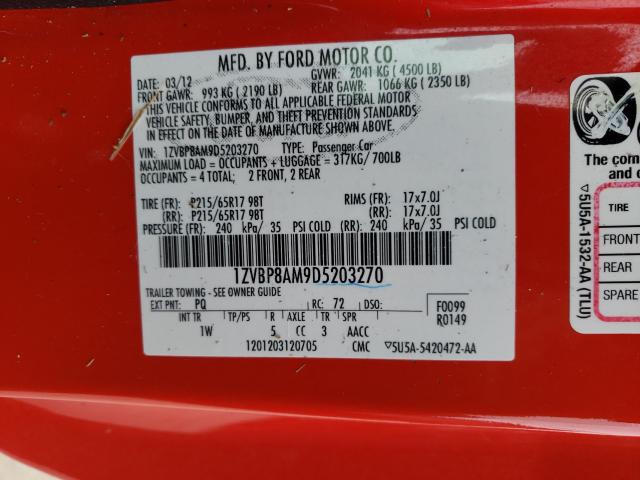 MFD. BY FORD MOTOR CO.
DATE: 03/12 GVWR: 2041 KG ( 4500 LB)
FRONT GAWR: 993 KG ( 2190 LB) REAR GAWR: 1066 KG ( 2350 LB)
THIS VEHICLE CONFORMS TO ALL APPLICABLE FEDERAL MOTOR
VEHICLE SAFETY, BUMPER, AND THEFT PREVENTION STANDARDS
IN EFFECT ON THE DATE OF MANUFACTURE SHOWN ABOVE.
VIN: 1ZVBP8AM9D5203270 TYPE: Passenger Car
MAXIMUM LOAD = OCCUPANTS + LUGGAGE = 317KG/ 700LB
OCCUPANTS = 4 TOTAL; 2 FRONT, 2 REAR
TIRE (FR): P215/65R17 98T RIMS (FR): 17x7.0J
(RR): P215/65R17 98T (RR): 17x7.0J
PRESSURE (FR): 240 kPa/ 35 PSI COLD (RR): 240 kPa/ 35 PSI COLD
1ZVBP8AM9D5203270
TRAILER TOWING - SEE OWNER GUIDE
EXT PNT: PQ RC: 72 DSO: F0099
R0149
INT TR TP/PS R AXLE TR SPR
1W 5 CC 3 AACC
1201203120705 CMC ▽5U5A-5420472-AA
The com
and c
TIRE
FRONT
REAR
SPARE
▽5U5A-1532-AA (TLU)